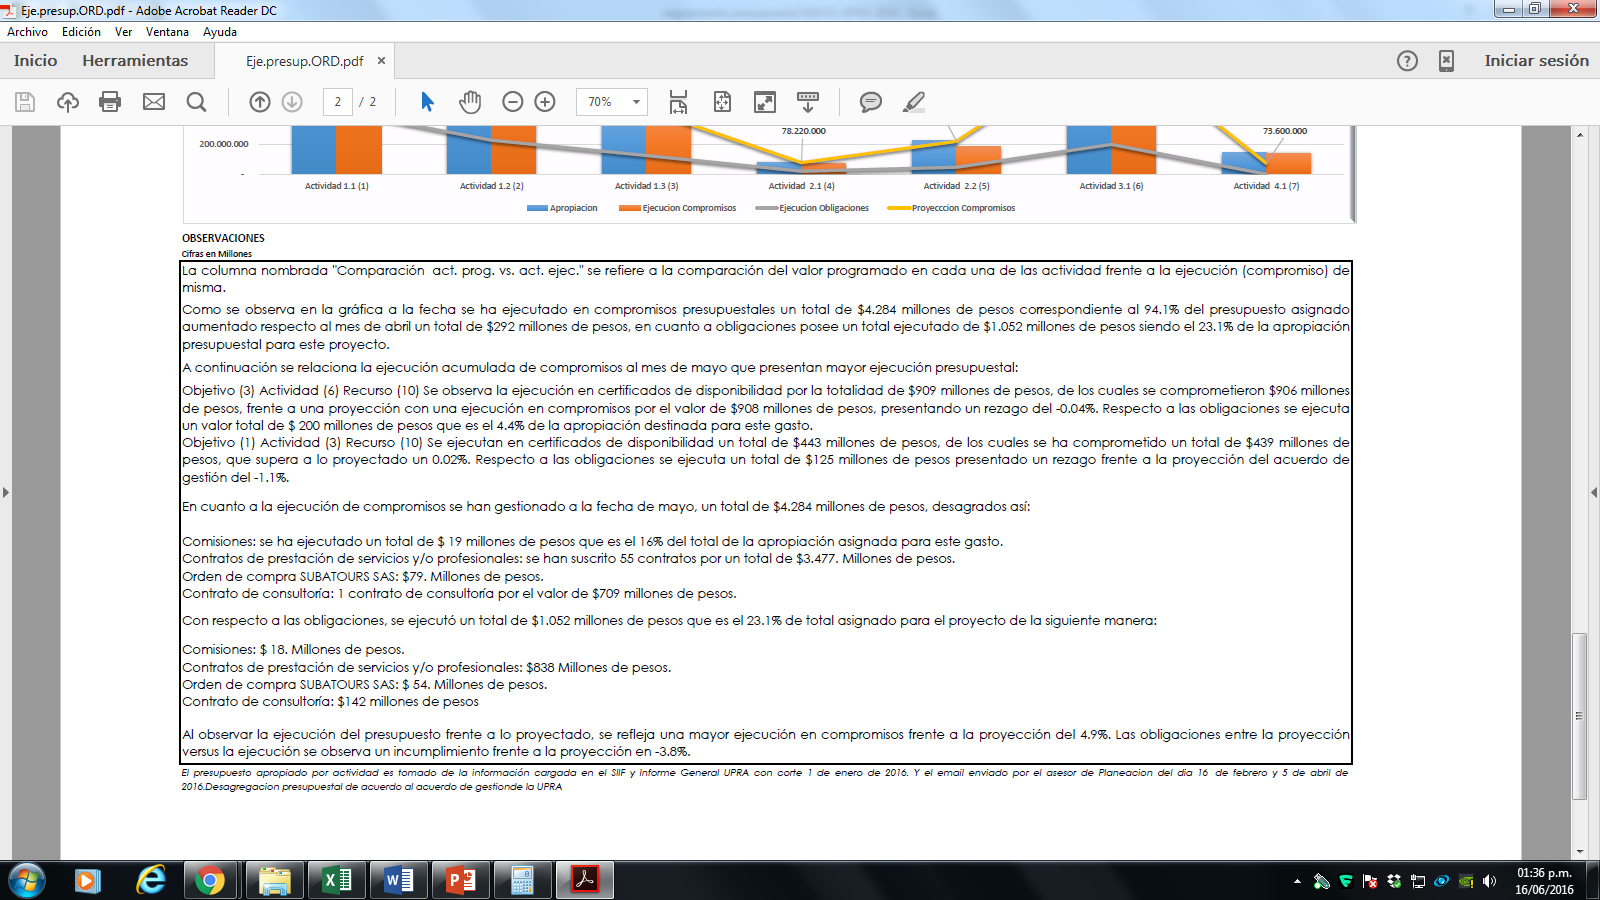 Eje.presup.ORD.pdf - Adobe Acrobat Reader DC
Archivo Edición Ver Ventana Ayuda
Inicio Herramientas Eje.presup.ORD.pdf × Iniciar sesión
2 / 2 70%
78.220.000 73.600.000
200.000.000
-
Actividad 1.1 (1) Actividad 1.2 (2) Actividad 1.3 (3) Actividad 2.1 (4) Actividad 2.2 (5) Actividad 3.1 (6) Actividad 4.1 (7)
Apropiacion Ejecucion Compromisos Ejecucion Obligaciones Proyecccion Compromisos
OBSERVACIONES
Cifras en Millones
La columna nombrada "Comparación act. prog. vs. act. ejec." se refiere a la comparación del valor programado en cada una de las actividad frente a la ejecución (compromiso) de
misma.
Como se observa en la gráfica a la fecha se ha ejecutado en compromisos presupuestales un total de $4.284 millones de pesos correspondiente al 94.1% del presupuesto asignado
aumentado respecto al mes de abril un total de $292 millones de pesos, en cuanto a obligaciones posee un total ejecutado de $1.052 millones de pesos siendo el 23.1% de la apropiación
presupuestal para este proyecto.
A continuación se relaciona la ejecución acumulada de compromisos al mes de mayo que presentan mayor ejecución presupuestal:
Objetivo (3) Actividad (6) Recurso (10) Se observa la ejecución en certificados de disponibilidad por la totalidad de $909 millones de pesos, de los cuales se comprometieron $906 millones
de pesos, frente a una proyección con una ejecución en compromisos por el valor de $908 millones de pesos, presentando un rezago del -0.04%. Respecto a las obligaciones se ejecuta
un valor total de $ 200 millones de pesos que es el 4.4% de la apropiación destinada para este gasto.
Objetivo (1) Actividad (3) Recurso (10) Se ejecutan en certificados de disponibilidad un total de $443 millones de pesos, de los cuales se ha comprometido un total de $439 millones de
pesos, que supera a lo proyectado un 0.02%. Respecto a las obligaciones se ejecuta un total de $125 millones de pesos presentado un rezago frente a la proyección del acuerdo de
gestión del -1.1%.
En cuanto a la ejecución de compromisos se han gestionado a la fecha de mayo, un total de $4.284 millones de pesos, desagrados así:
Comisiones: se ha ejecutado un total de $ 19 millones de pesos que es el 16% del total de la apropiación asignada para este gasto.
Contratos de prestación de servicios y/o profesionales: se han suscrito 55 contratos por un total de $3.477. Millones de pesos.
Orden de compra SUBATOURS SAS: $79. Millones de pesos.
Contrato de consultoría: 1 contrato de consultoría por el valor de $709 millones de pesos.
Con respecto a las obligaciones, se ejecutó un total de $1.052 millones de pesos que es el 23.1% de total asignado para el proyecto de la siguiente manera:
Comisiones: $ 18. Millones de pesos.
Contratos de prestación de servicios y/o profesionales: $838 Millones de pesos.
Orden de compra SUBATOURS SAS: $ 54. Millones de pesos.
Contrato de consultoría: $142 millones de pesos
Al observar la ejecución del presupuesto frente a lo proyectado, se refleja una mayor ejecución en compromisos frente a la proyección del 4.9%. Las obligaciones entre la proyección
versus la ejecución se observa un incumplimiento frente a la proyección en -3.8%.
El presupuesto apropiado por actividad es tomado de la información cargada en el SIIF y Informe General UPRA con corte 1 de enero de 2016. Y el email enviado por el asesor de Planeacion del dia 16 de febrero y 5 de abril de
2016.Desagregacion presupuestal de acuerdo al acuerdo de gestionde la UPRA
01:36 p.m.
16/06/2016